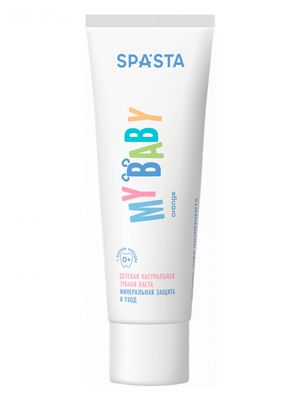 SPASTA
MY BABY
orange
0+
ДЕТСКАЯ НАТУРАЛЬНАЯ
ЗУБНАЯ ПАСТА
МИНЕРАЛЬНАЯ ЗАЩИТА
И УХОД